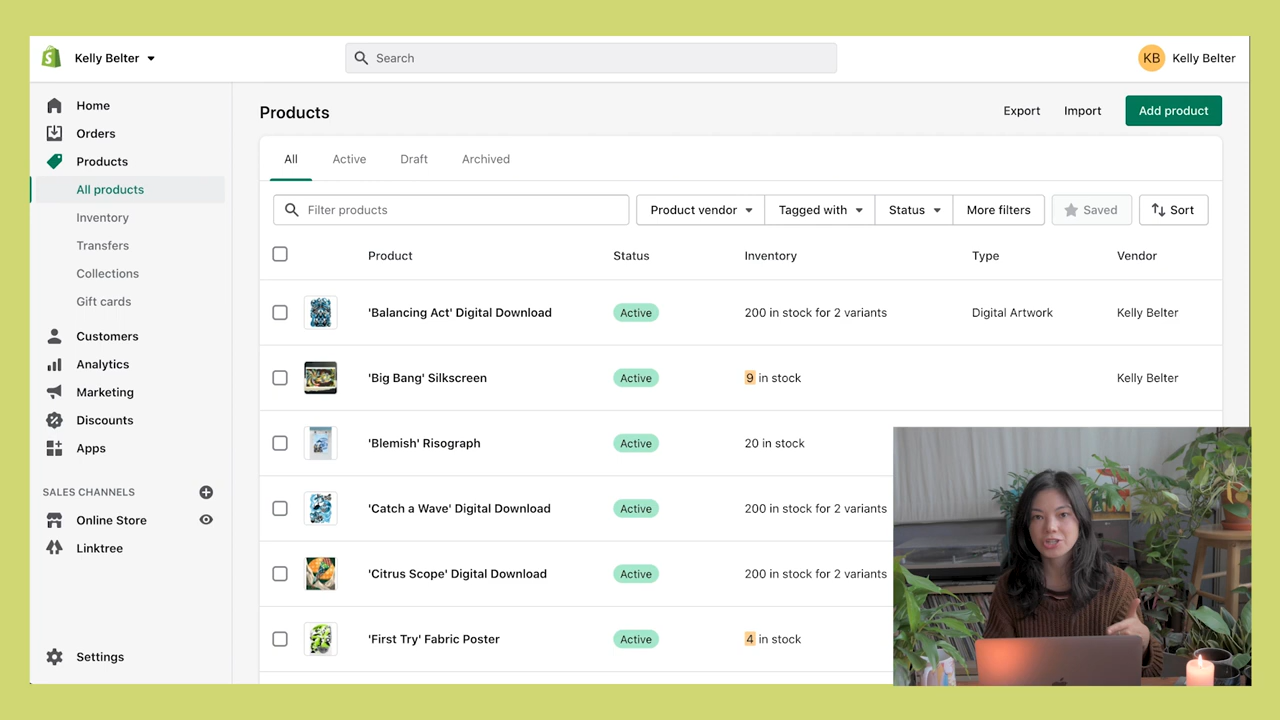 Kelly Belter
Search
KB Kelly Belter
Home
Orders
Products
All products
Inventory
Transfers
Collections
Gift cards
Customers
Analytics
Marketing
Discounts
Apps
SALES CHANNELS
Online Store
Linktree
Settings
Products
Export Import Add product
All Active Draft Archived
Filter products Product vendor Tagged with Status More filters Saved Sort
Product Status Inventory Type Vendor
'Balancing Act' Digital Download Active 200 in stock for 2 variants Digital Artwork Kelly Belter
'Big Bang' Silkscreen Active 9 in stock Kelly Belter
'Blemish' Risograph Active 20 in stock
'Catch a Wave' Digital Download Active 200 in stock for 2 variants
'Citrus Scope' Digital Download Active 200 in stock for 2 variants
'First Try' Fabric Poster Active 4 in stock